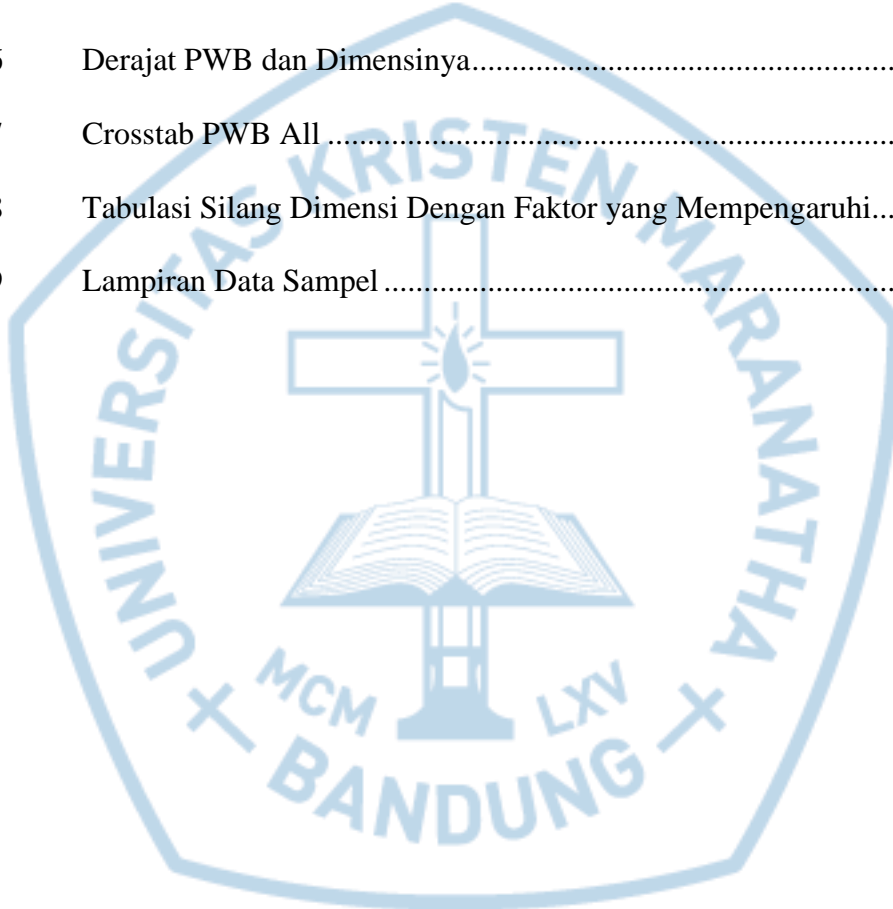 Derajat PWB dan Dimensinya......................................................
Crosstab PWB All ........................................................................
Tabulasi Silang Dimensi Dengan Faktor yang Mempengaruhi...
Lampiran Data Sampel .................................................................
UNIVERSITAS KRISTEN MARANATHA
MCM LXV
BANDUNG